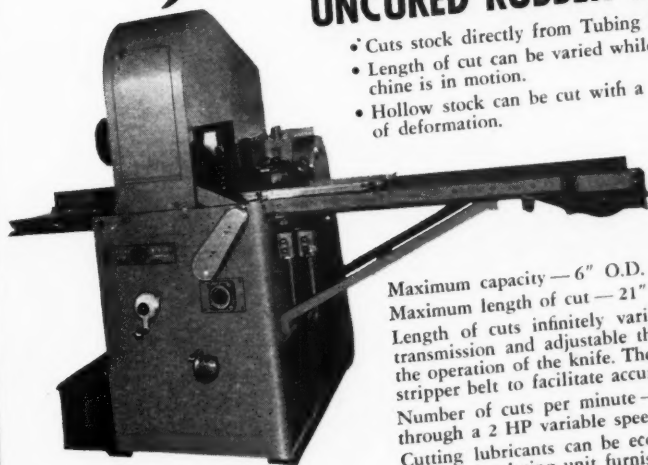 UNCURED RUBBER
• Cuts stock directly from Tubing
• Length of cut can be varied while
chine is in motion.
• Hollow stock can be cut with a
of deformation.
Maximum capacity — 6" O.D.
Maximum length of cut — 21"
Length of cuts infinitely vari
transmission and adjustable th
the operation of the knife. The
stripper belt to facilitate accu
Number of cuts per minute —
through a 2 HP variable spee
Cutting lubricants can be eco
unit furnis